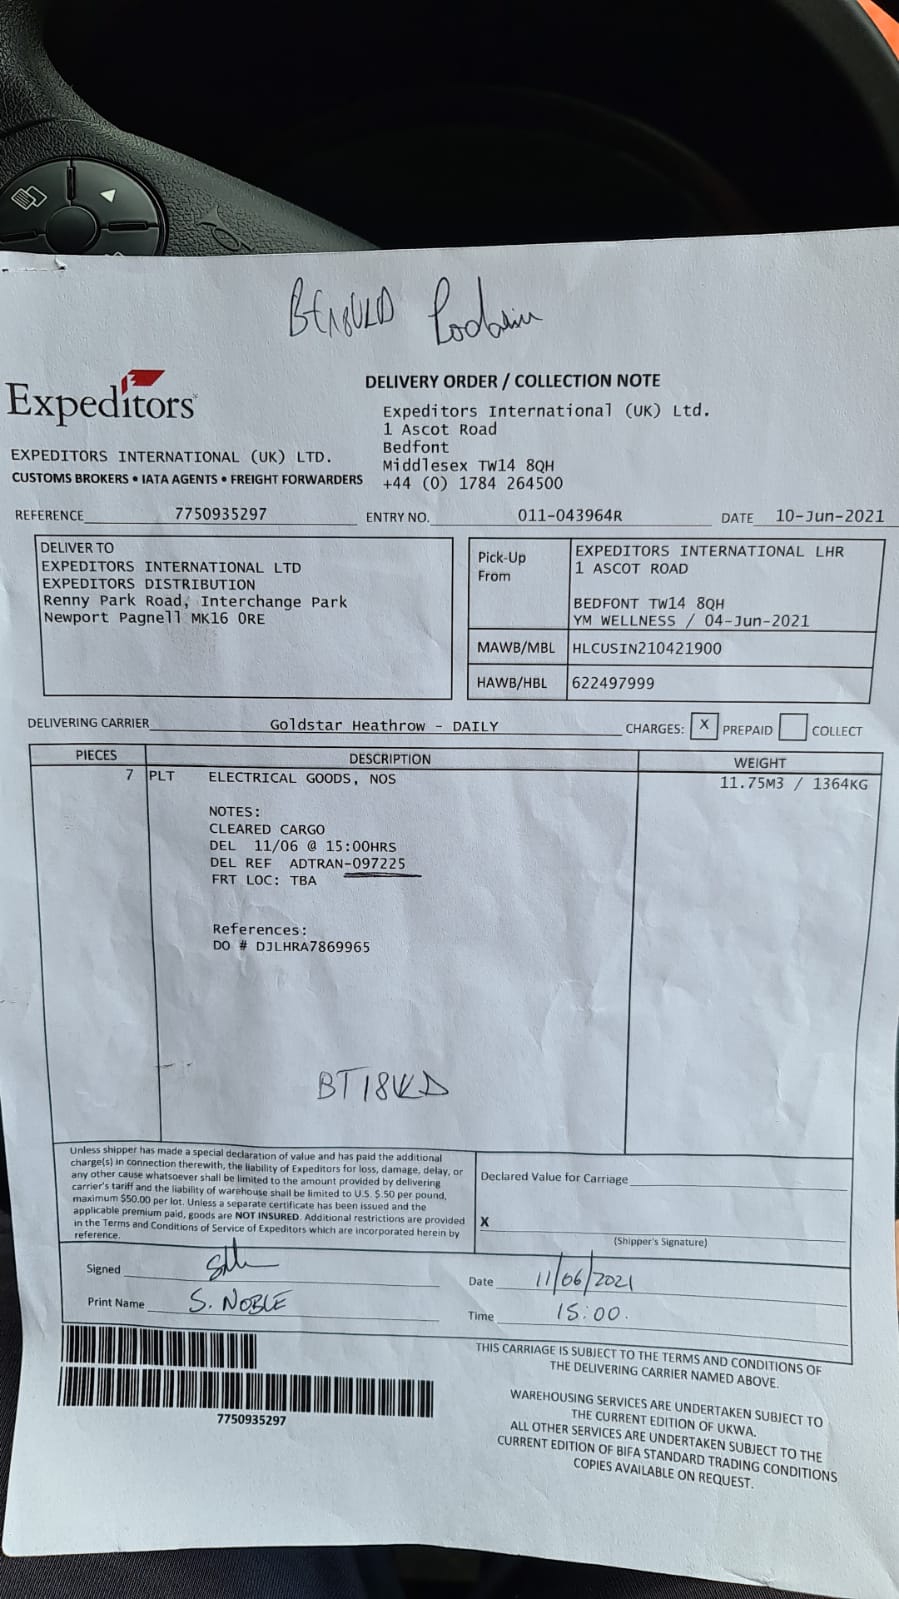 Expeditors
EXPEDITORS INTERNATIONAL (UK) LTD.
CUSTOMS BROKERS • IATA AGENTS • FREIGHT FORWARDERS
DELIVERY ORDER / COLLECTION NOTE
Expeditors International (UK) Ltd.
1 Ascot Road
Bedfont
Middlesex TW14 8QH
+44 (0) 1784 264500
REFERENCE 7750935297 ENTRY NO. 011-043964R DATE 10-Jun-2021
DELIVER TO
EXPEDITORS INTERNATIONAL LTD
EXPEDITORS DISTRIBUTION
Renny Park Road, Interchange Park
Newport Pagnell MK16 0RE
Pick-Up From
EXPEDITORS INTERNATIONAL LHR
1 ASCOT ROAD
BEDFONT TW14 8QH
YM WELLNESS / 04-Jun-2021
MAWB/MBL HLCUSIN210421900
HAWB/HBL 622497999
DELIVERING CARRIER Goldstar Heathrow - DAILY CHARGES: X PREPAID COLLECT
PIECES DESCRIPTION WEIGHT
7 PLT ELECTRICAL GOODS, NOS 11.75M3 / 1364KG
NOTES:
CLEARED CARGO
DEL 11/06 @ 15:00HRS
DEL REF ADTRAN-097225
FRT LOC: TBA
References:
DO # DJLHRA7869965
Unless shipper has made a special declaration of value and has paid the additional
charge(s) in connection therewith, the liability of Expeditors for loss, damage, delay, or
any other cause whatsoever shall be limited to the amount provided by delivering
carrier's tariff and the liability of warehouse shall be limited to U.S. $.50 per pound,
maximum $50.00 per lot. Unless a separate certificate has been issued and the
applicable premium paid, goods are NOT INSURED. Additional restrictions are provided
in the Terms and Conditions of Service of Expeditors which are incorporated herein by
reference.
Declared Value for Carriage
X
(Shipper's Signature)
Signed
Date 11/06/2021
Print Name S. NOBLE
Time 15:00.
7750935297
THIS CARRIAGE IS SUBJECT TO THE TERMS AND CONDITIONS OF
THE DELIVERING CARRIER NAMED ABOVE.
WAREHOUSING SERVICES ARE UNDERTAKEN SUBJECT TO
THE CURRENT EDITION OF UKWA.
ALL OTHER SERVICES ARE UNDERTAKEN SUBJECT TO THE
CURRENT EDITION OF BIFA STANDARD TRADING CONDITIONS
COPIES AVAILABLE ON REQUEST.